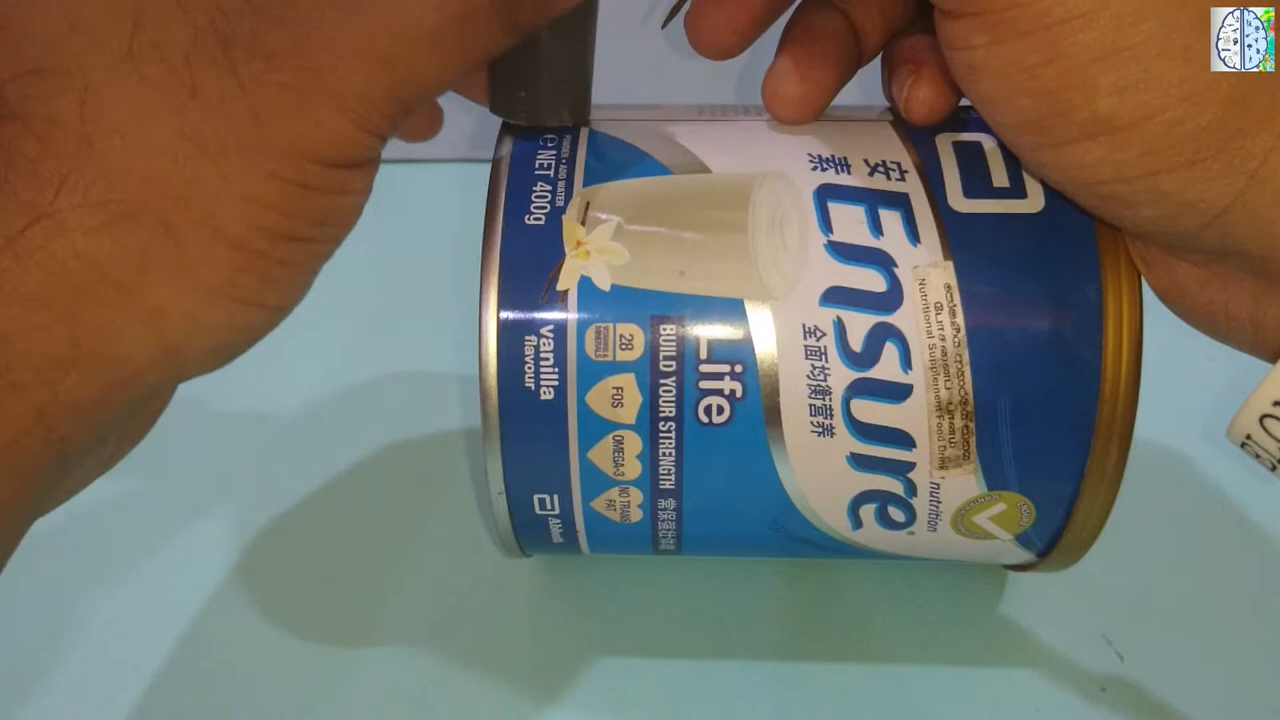 安素
Ensure®
全面均衡营养
Nutritional Supplement Food Drink
nutrition
Life
BUILD YOUR STRENGTH
28
VITAMINS &
MINERALS
FOS
OMEGA-3
NO TRANS
FAT
POWDER • ADD WATER
℮ NET 400g
vanilla
flavour
Abbott